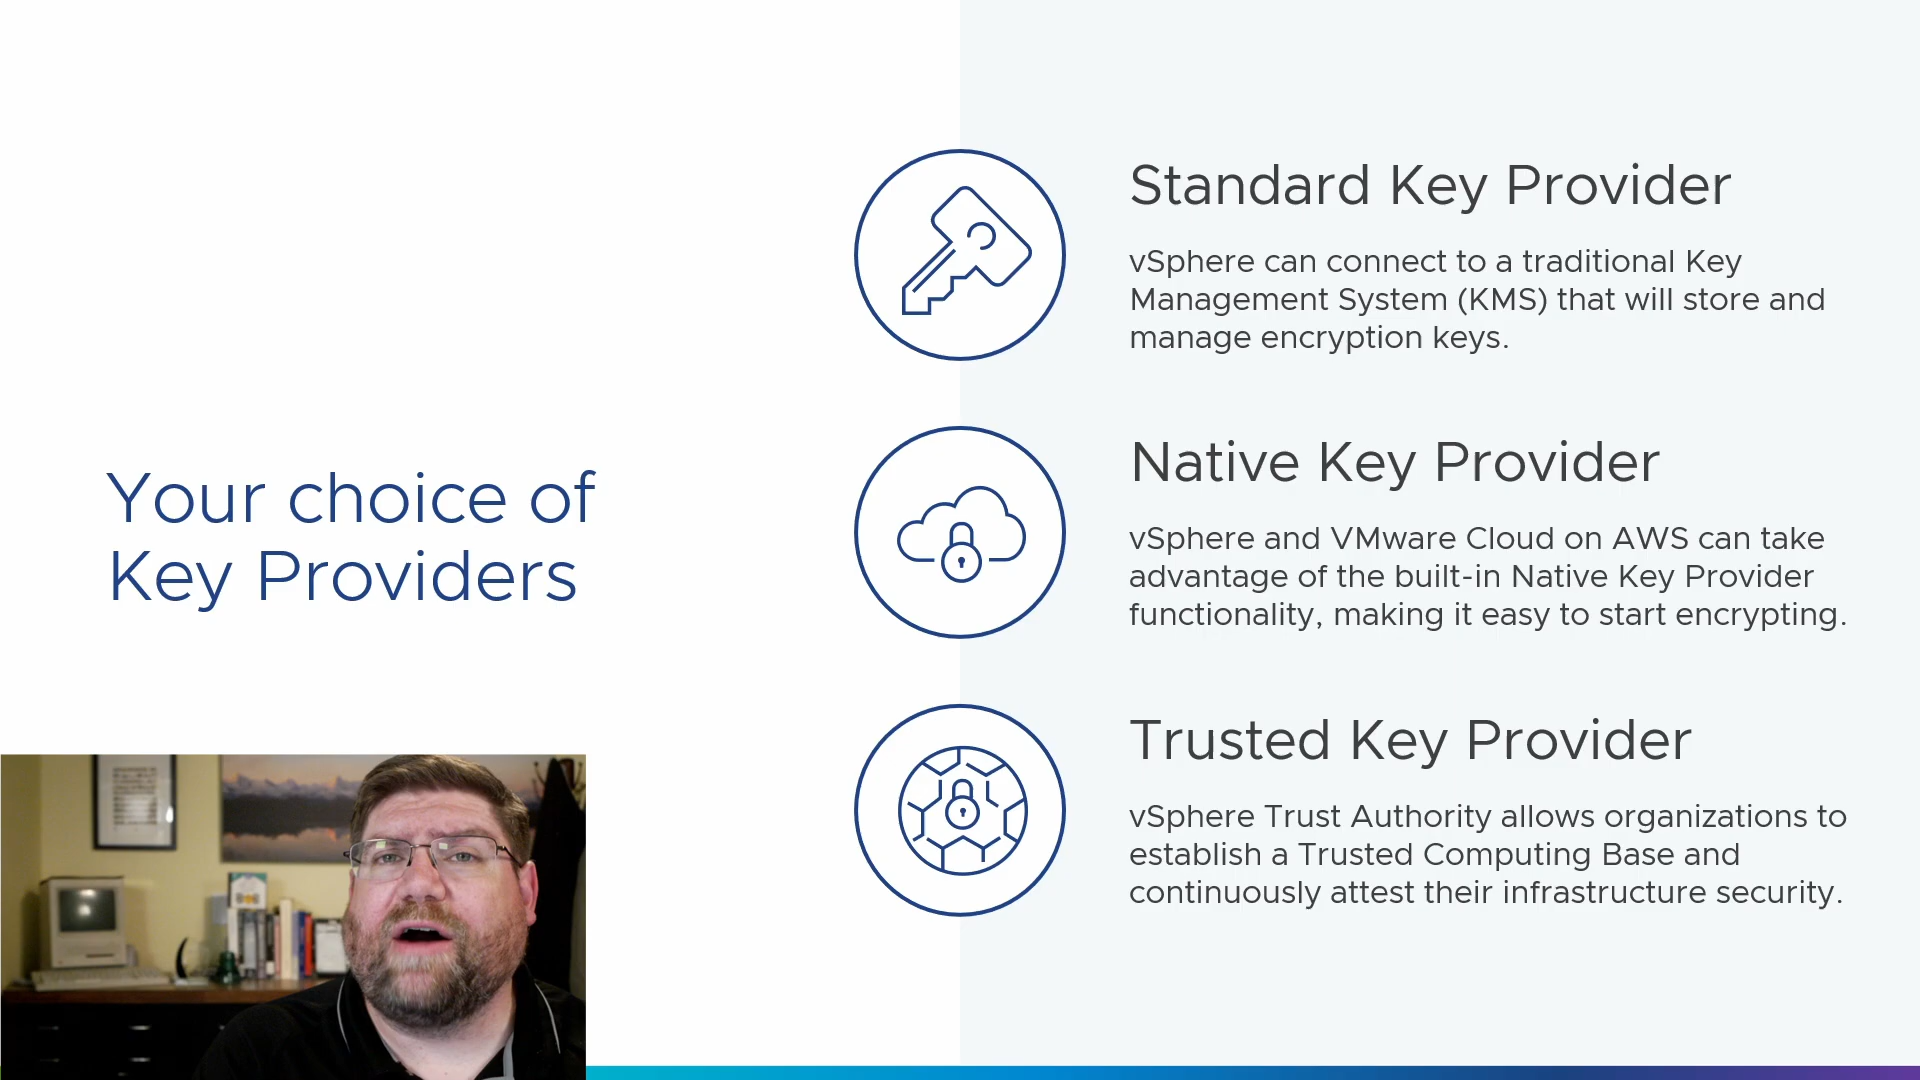 Your choice of
Key Providers
Standard Key Provider
vSphere can connect to a traditional Key
Management System (KMS) that will store and
manage encryption keys.
Native Key Provider
vSphere and VMware Cloud on AWS can take
advantage of the built-in Native Key Provider
functionality, making it easy to start encrypting.
Trusted Key Provider
vSphere Trust Authority allows organizations to
establish a Trusted Computing Base and
continuously attest their infrastructure security.